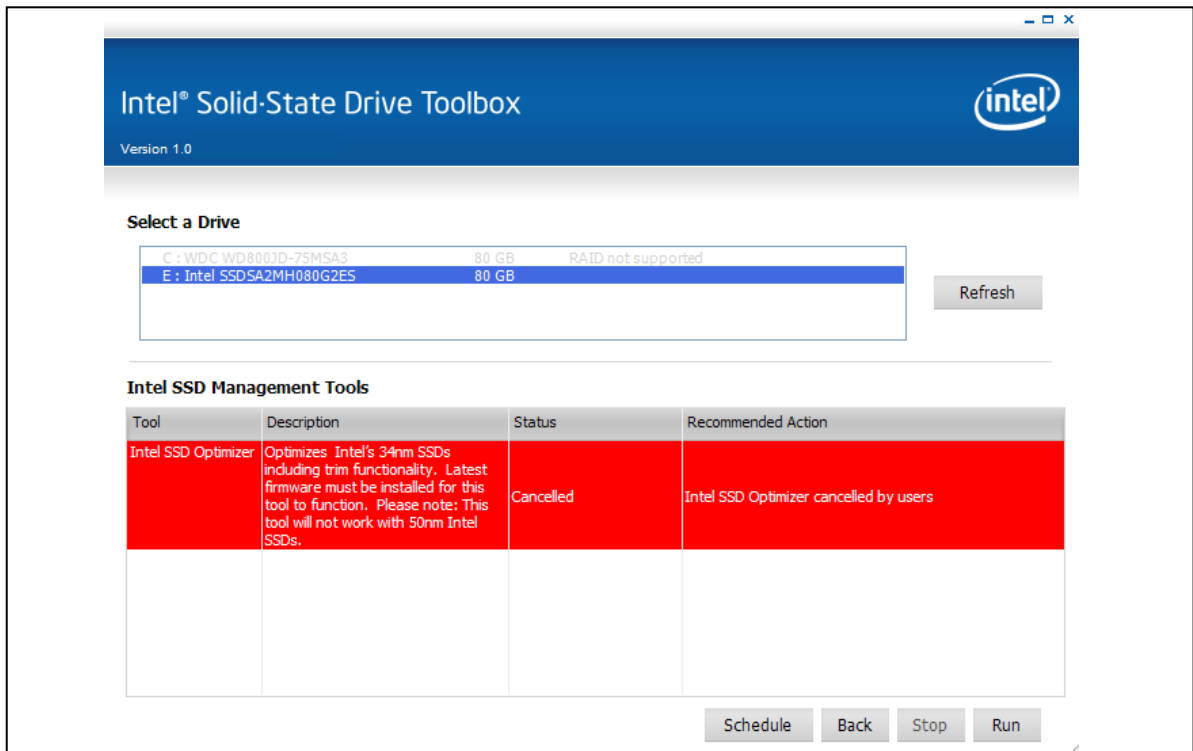 Intel® Solid-State Drive Toolbox
intel
Version 1.0
Select a Drive
C : WDC WD800JD-75MSA3 80 GB RAID not supported
E : Intel SSDSA2MH080G2ES 80 GB
Refresh
Intel SSD Management Tools
Tool Description Status Recommended Action
Intel SSD Optimizer
Optimizes Intel's 34nm SSDs
including trim functionality. Latest
firmware must be installed for this
tool to function. Please note: This
tool will not work with 50nm Intel
SSDs.
Cancelled
Intel SSD Optimizer cancelled by users
Schedule Back Stop Run